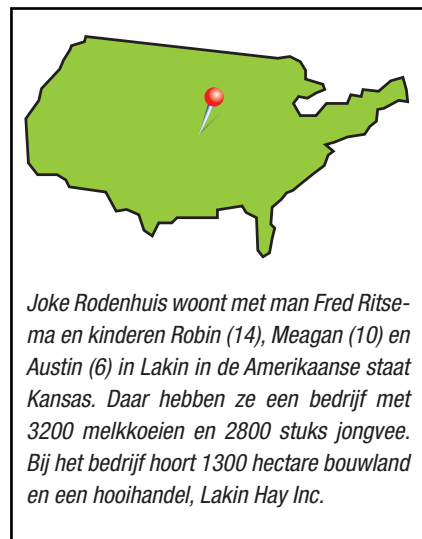 Joke Rodenhuis woont met man Fred Ritse-
ma en kinderen Robin (14), Meagan (10) en
Austin (6) in Lakin in de Amerikaanse staat
Kansas. Daar hebben ze een bedrijf met
3200 melkkoeien en 2800 stuks jongvee.
Bij het bedrijf hoort 1300 hectare bouwland
en een hooihandel, Lakin Hay Inc.